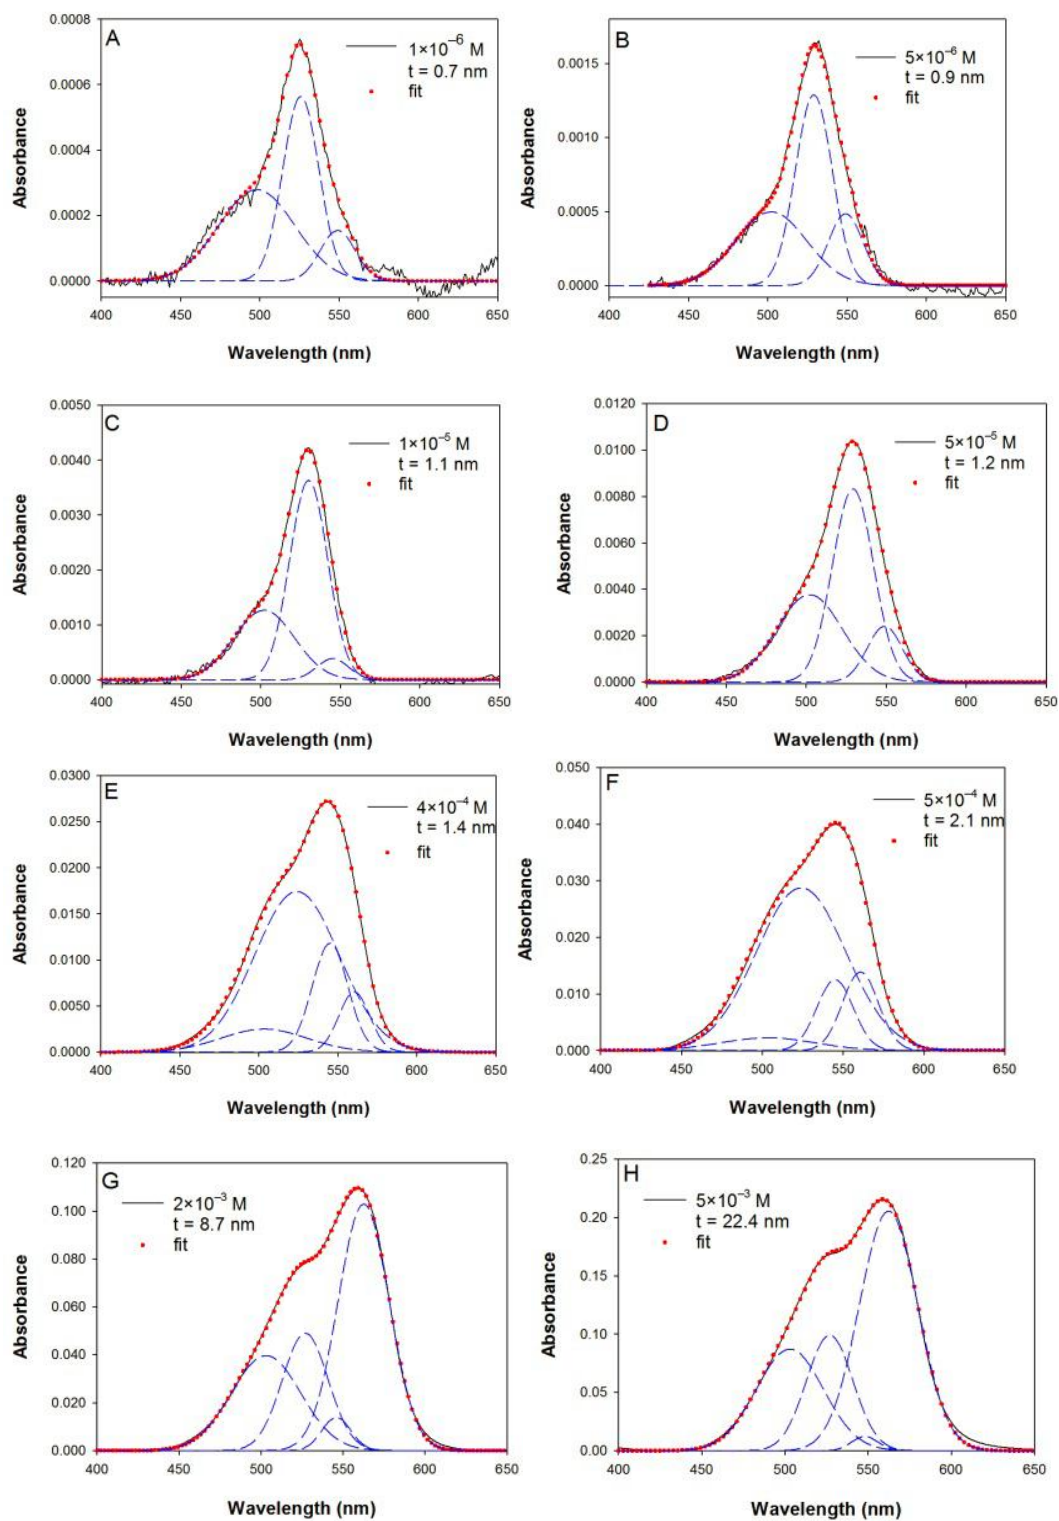 A
1×10⁻⁶ M
t = 0.7 nm
fit
0.0008
0.0006
0.0004
0.0002
0.0000
400 450 500 550 600 650
Absorbance
Wavelength (nm)
B
5×10⁻⁶ M
t = 0.9 nm
fit
0.0015
0.0010
0.0005
0.0000
400 450 500 550 600 650
Absorbance
Wavelength (nm)
C
1×10⁻⁵ M
t = 1.1 nm
fit
0.0050
0.0040
0.0030
0.0020
0.0010
0.0000
400 450 500 550 600 650
Absorbance
Wavelength (nm)
D
5×10⁻⁵ M
t = 1.2 nm
fit
0.0120
0.0100
0.0080
0.0060
0.0040
0.0020
0.0000
400 450 500 550 600 650
Absorbance
Wavelength (nm)
E
4×10⁻⁴ M
t = 1.4 nm
fit
0.0300
0.0250
0.0200
0.0150
0.0100
0.0050
0.0000
400 450 500 550 600 650
Absorbance
Wavelength (nm)
F
5×10⁻⁴ M
t = 2.1 nm
fit
0.050
0.040
0.030
0.020
0.010
0.000
400 450 500 550 600 650
Absorbance
Wavelength (nm)
G
2×10⁻³ M
t = 8.7 nm
fit
0.120
0.100
0.080
0.060
0.040
0.020
0.000
400 450 500 550 600 650
Absorbance
Wavelength (nm)
H
5×10⁻³ M
t = 22.4 nm
fit
0.25
0.20
0.15
0.10
0.05
0.00
400 450 500 550 600 650
Absorbance
Wavelength (nm)